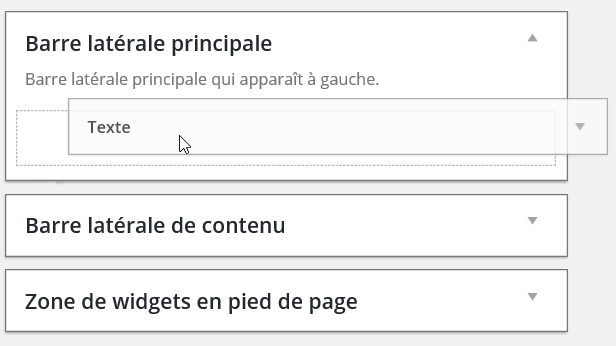 Barre latérale principale
Barre latérale principale qui apparaît à gauche.
Texte
Barre latérale de contenu
Zone de widgets en pied de page